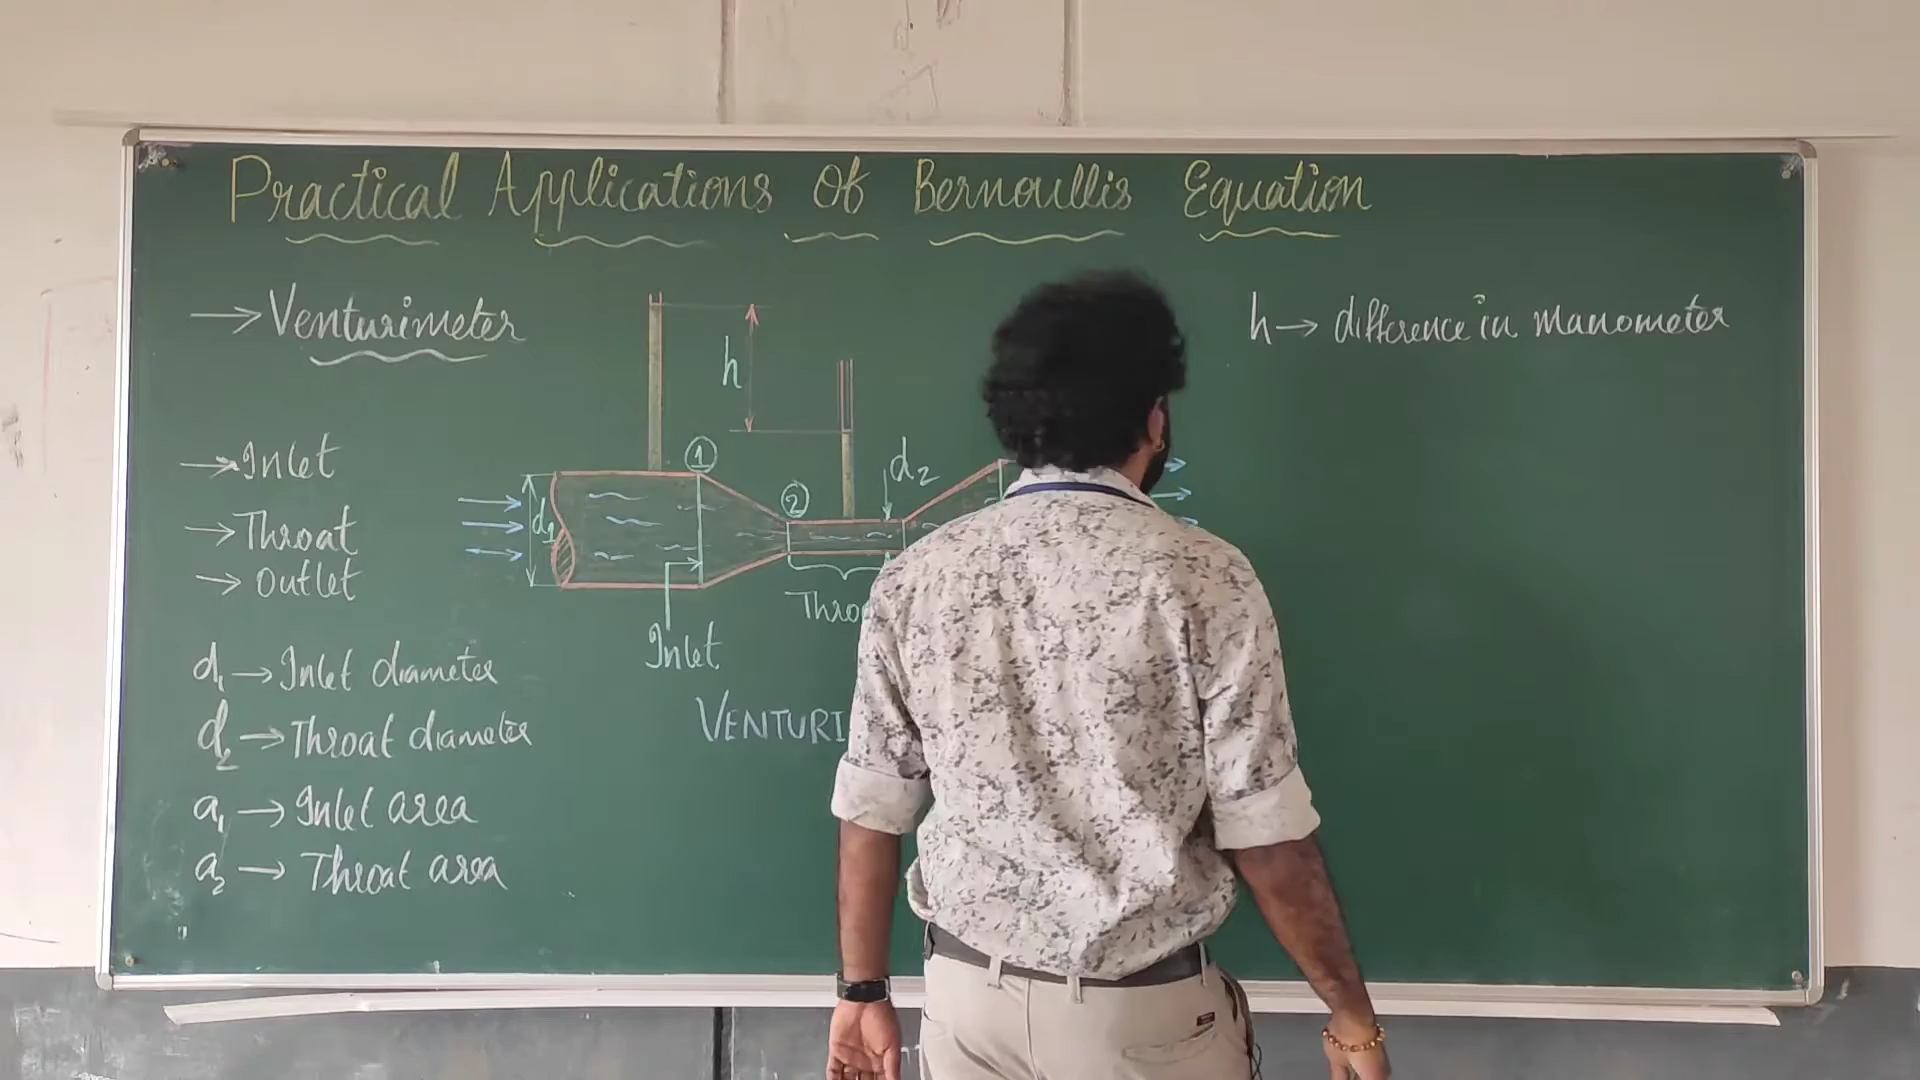 Practical Applications Of Bernoullis Equation
→ Venturimeter
→ Inlet
→ Throat
→ Outlet
d1 → Inlet diameter
d2 → Throat diameter
a1 → Inlet area
a2 → Throat area
h
1
2
d2
d1
Inlet
h → difference in manometer